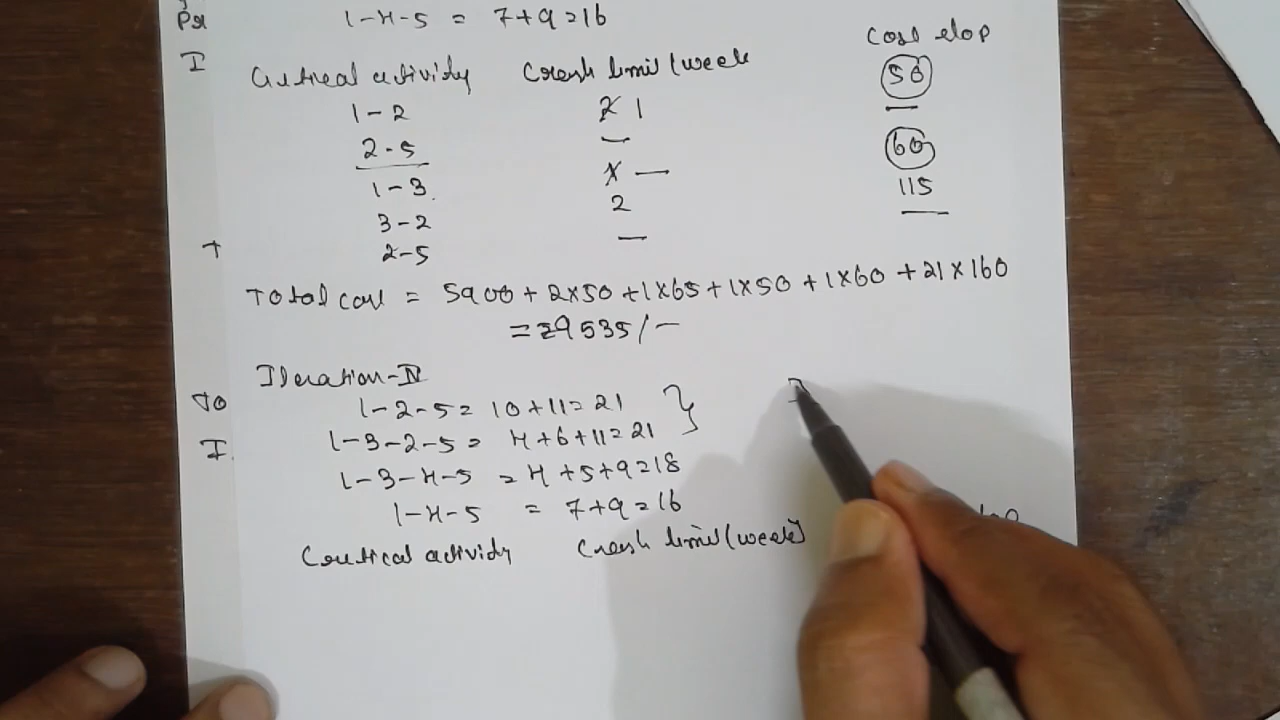 1-4-5 = 7+9=16
Critical activity Crash limit (week Cost slop
1-2 2 1 50
2-5 — —
1-3 1 — 60
3-2 2 115
2-5 — —
Total cost = 5900+2×50+1×65+1×50+1×60+21×160
= 29535/-
Iteration-IV
1-2-5= 10+11=21
1-3-2-5= 4+6+11=21
1-3-4-5 =4+5+9=18
1-4-5 = 7+9=16
Critical activity Crash limit (week)
To
I